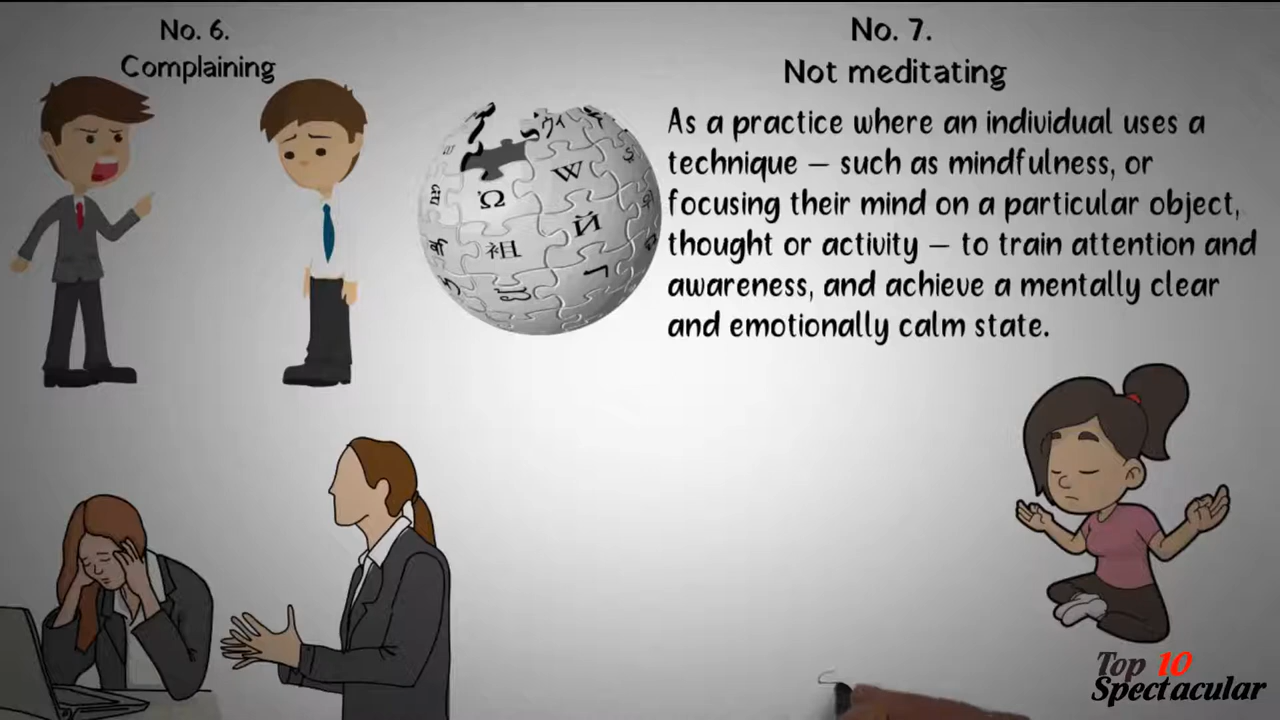 No. 6.
Complaining
No. 7.
Not meditating
As a practice where an individual uses a
technique – such as mindfulness, or
focusing their mind on a particular object,
thought or activity – to train attention and
awareness, and achieve a mentally clear
and emotionally calm state.
Ω
W
И
祖
Top 10
Spectacular